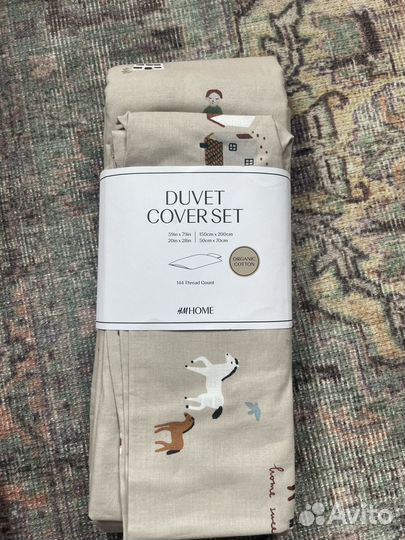 DUVET
COVER SET
59in x 79in | 150cm x 200cm
20in x 28in | 50cm x 70cm
ORGANIC
COTTON
144 Thread Count
H&M HOME
home swee
Avito